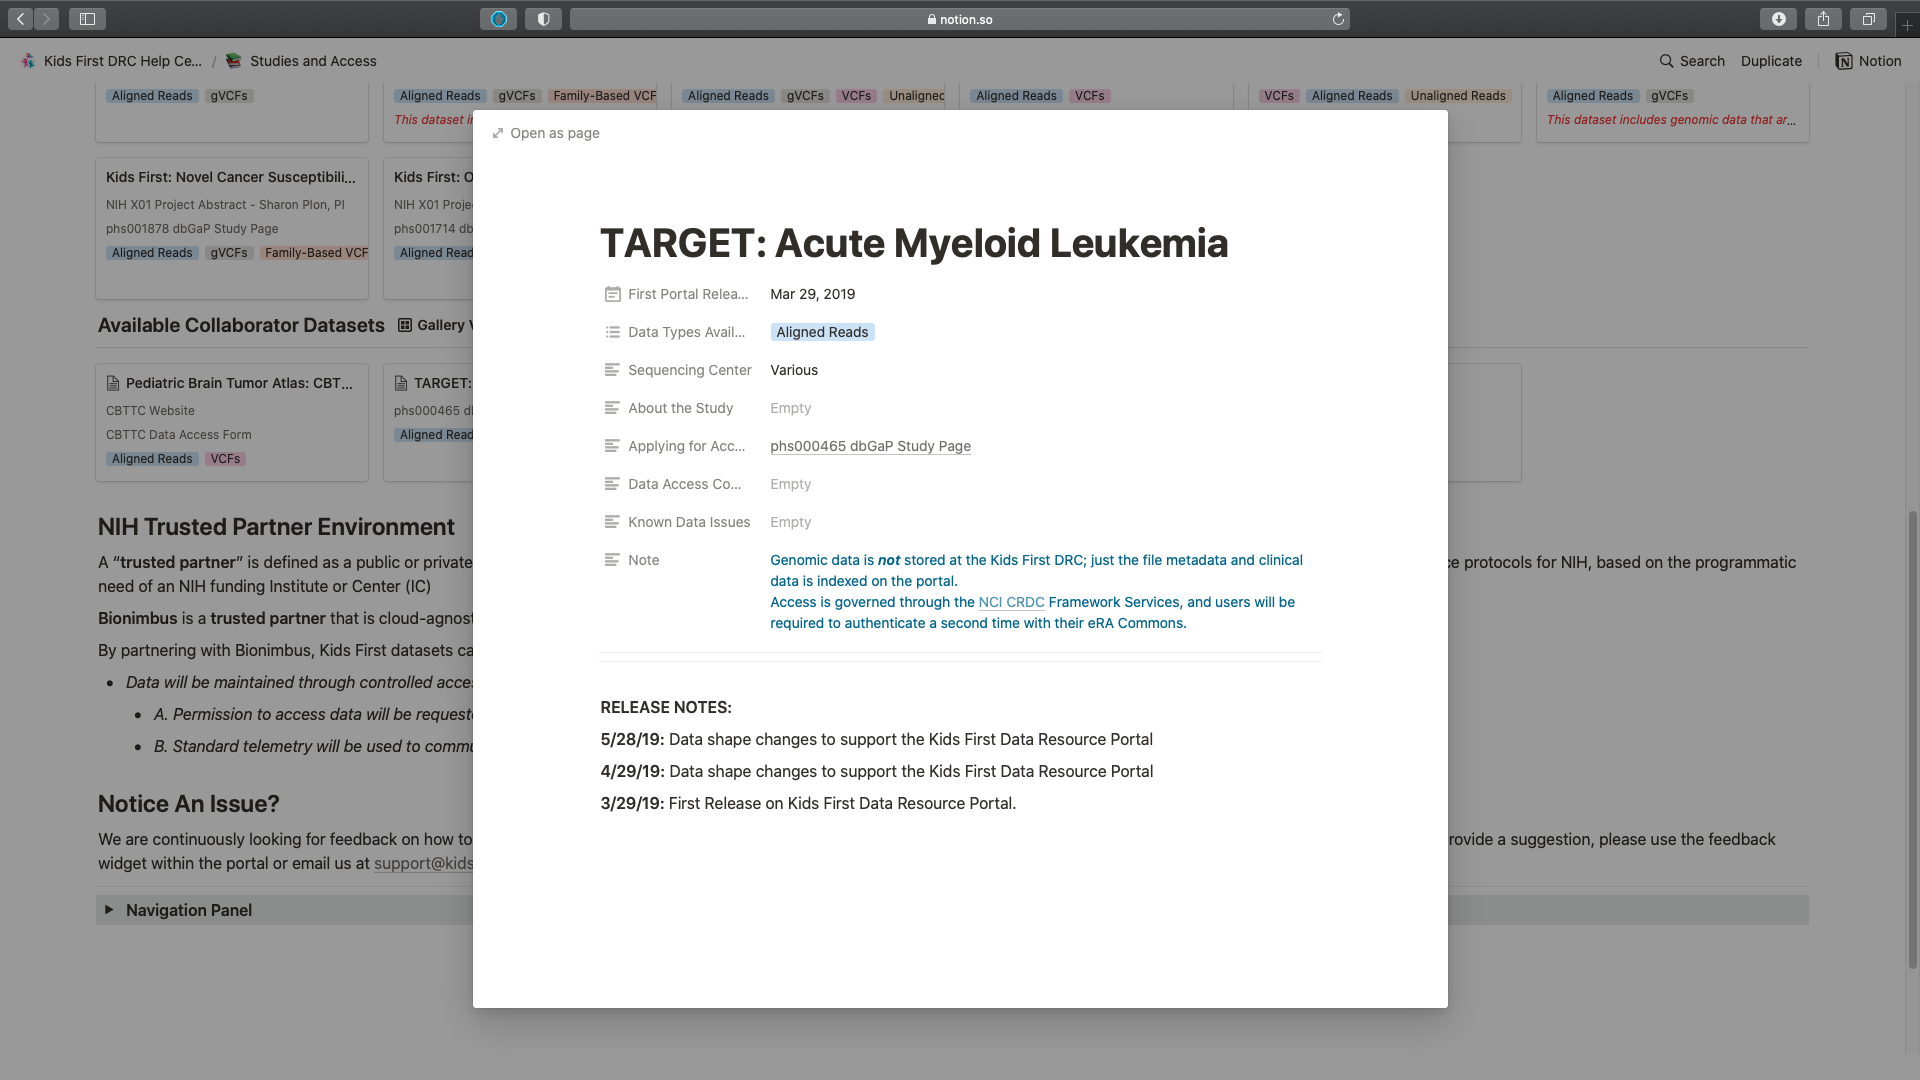 notion.so
Kids First DRC Help Ce... / Studies and Access
Search Duplicate Notion
Aligned Reads gVCFs
Aligned Reads gVCFs Family-Based VCF
Aligned Reads gVCFs VCFs Unaligned
Aligned Reads VCFs
VCFs Aligned Reads Unaligned Reads
Aligned Reads gVCFs
This dataset
This dataset includes genomic data that ar...
Kids First: Novel Cancer Susceptibili...
NIH X01 Project Abstract - Sharon Plon, PI
phs001878 dbGaP Study Page
Aligned Reads gVCFs Family-Based VCF
Kids First: O
NIH X01 Proje
phs001714 db
Aligned Read
Available Collaborator Datasets Gallery V
Pediatric Brain Tumor Atlas: CBT...
CBTTC Website
CBTTC Data Access Form
Aligned Reads VCFs
TARGET:
phs000465 d
Aligned Read
NIH Trusted Partner Environment
A “trusted partner” is defined as a public or private
ce protocols for NIH, based on the programmatic
need of an NIH funding Institute or Center (IC)
Bionimbus is a trusted partner that is cloud-agnost
By partnering with Bionimbus, Kids First datasets ca
• Data will be maintained through controlled acce
• A. Permission to access data will be requeste
• B. Standard telemetry will be used to commu
Notice An Issue?
We are continuously looking for feedback on how to
rovide a suggestion, please use the feedback
widget within the portal or email us at support@kids
Navigation Panel
Open as page
TARGET: Acute Myeloid Leukemia
First Portal Relea... Mar 29, 2019
Data Types Avail... Aligned Reads
Sequencing Center Various
About the Study Empty
Applying for Acc... phs000465 dbGaP Study Page
Data Access Co... Empty
Known Data Issues Empty
Note Genomic data is not stored at the Kids First DRC; just the file metadata and clinical
data is indexed on the portal.
Access is governed through the NCI CRDC Framework Services, and users will be
required to authenticate a second time with their eRA Commons.
RELEASE NOTES:
5/28/19: Data shape changes to support the Kids First Data Resource Portal
4/29/19: Data shape changes to support the Kids First Data Resource Portal
3/29/19: First Release on Kids First Data Resource Portal.